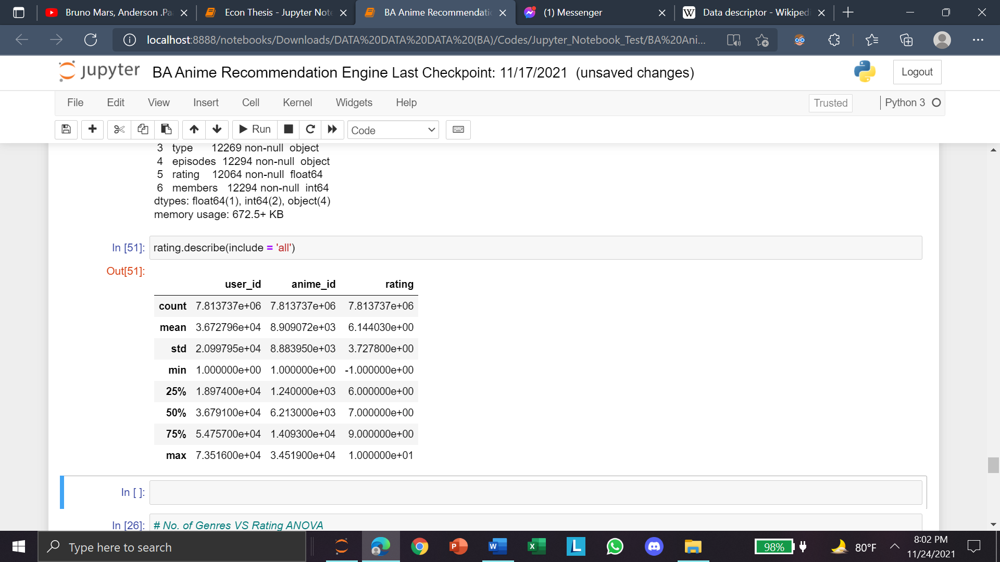 Bruno Mars, Anderson .Pa
Econ Thesis - Jupyter Note
BA Anime Recommendati
(1) Messenger
W Data descriptor - Wikiped
localhost:8888/notebooks/Downloads/DATA%20DATA%20DATA%20(BA)/Codes/Jupyter_Notebook_Test/BA%20Ani...
jupyter BA Anime Recommendation Engine Last Checkpoint: 11/17/2021 (unsaved changes) Logout
File Edit View Insert Cell Kernel Widgets Help Trusted Python 3
Run Code
3 type 12269 non-null object
4 episodes 12294 non-null object
5 rating 12064 non-null float64
6 members 12294 non-null int64
dtypes: float64(1), int64(2), object(4)
memory usage: 672.5+ KB
In [51]: rating.describe(include = 'all')
Out[51]:
user_id anime_id rating
count 7.813737e+06 7.813737e+06 7.813737e+06
mean 3.672796e+04 8.909072e+03 6.144030e+00
std 2.099795e+04 8.883950e+03 3.727800e+00
min 1.000000e+00 1.000000e+00 -1.000000e+00
25% 1.897400e+04 1.240000e+03 6.000000e+00
50% 3.679100e+04 6.213000e+03 7.000000e+00
75% 5.475700e+04 1.409300e+04 9.000000e+00
max 7.351600e+04 3.451900e+04 1.000000e+01
In [ ]:
In [26]: # No. of Genres VS Rating ANOVA
Type here to search
P
W
X
L
98%
80°F
8:02 PM
11/24/2021